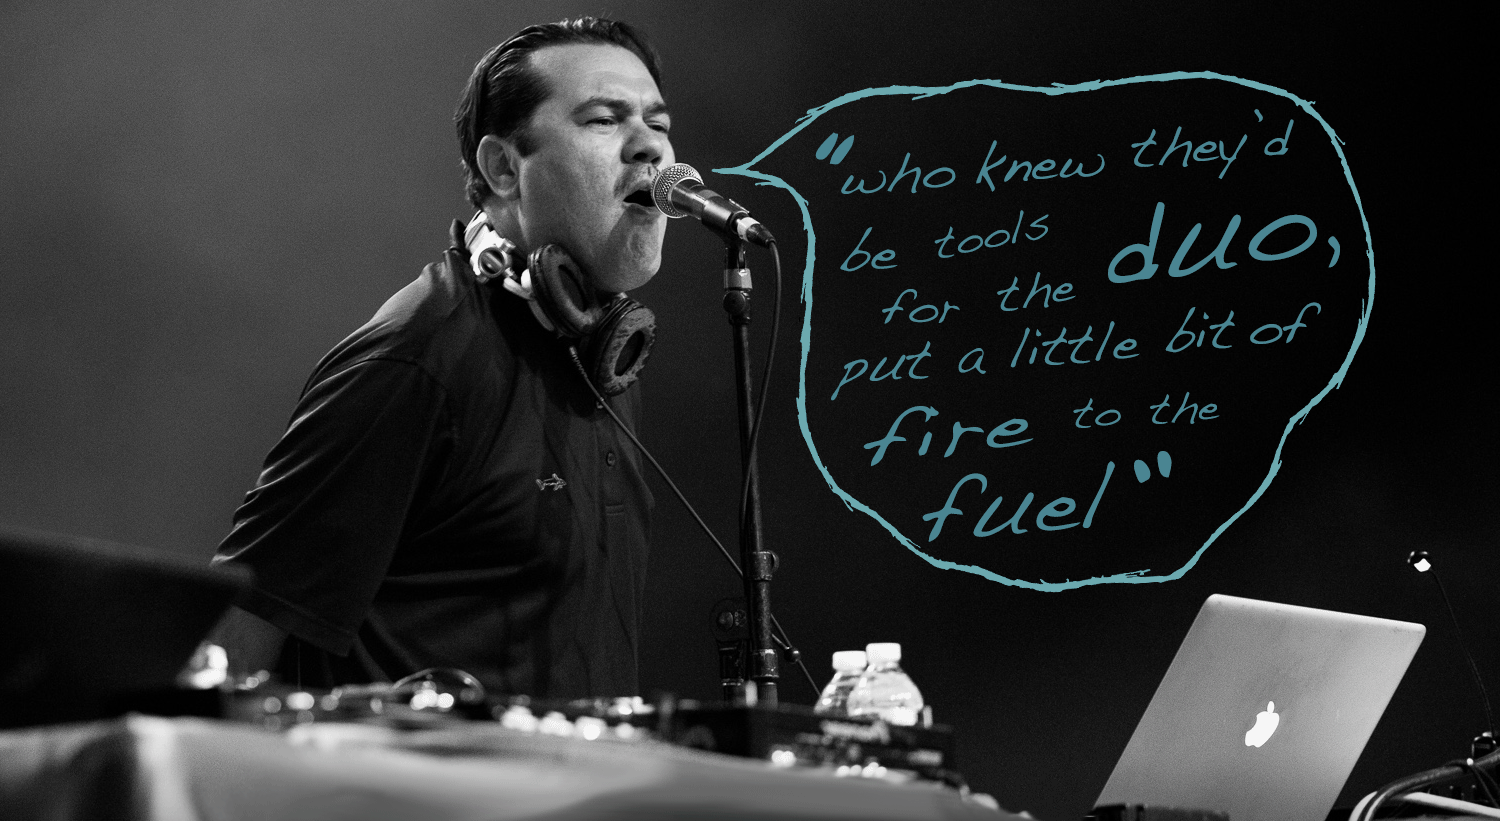 "who knew they'd
be tools
for the duo,
put a little bit of
fire to the
fuel"